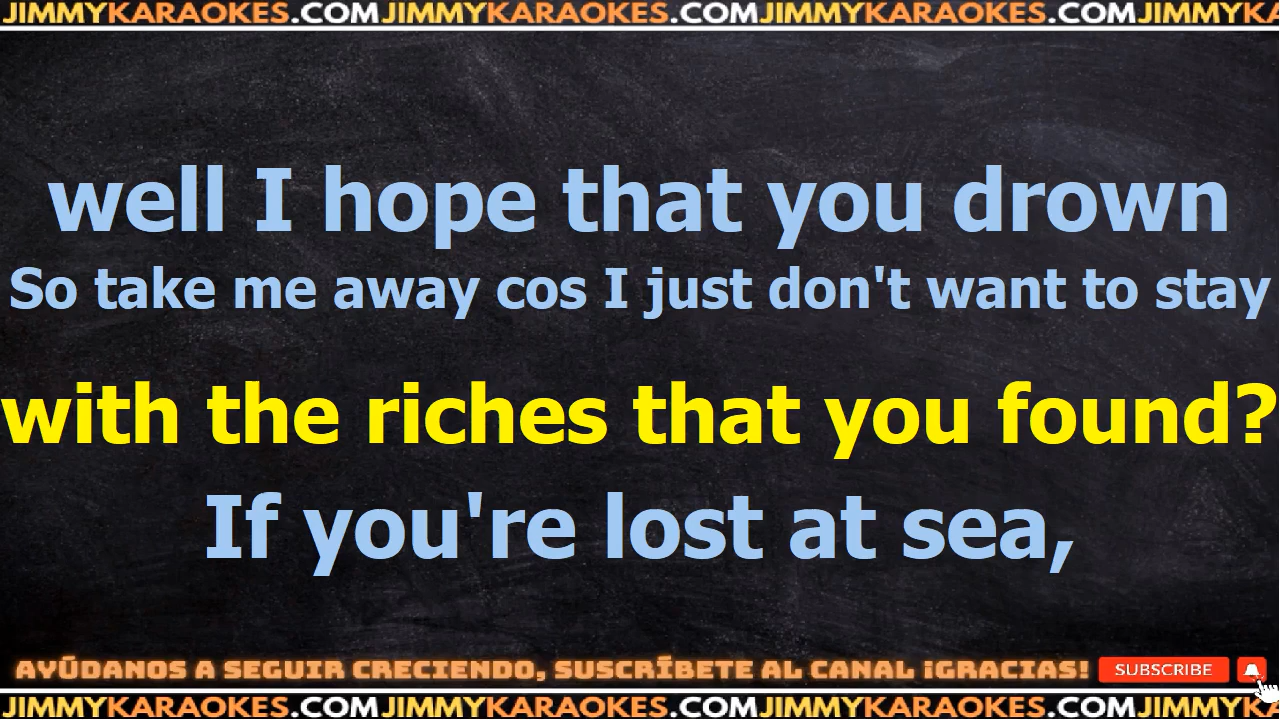 JIMMYKARAOKES.COMJIMMYKARAOKES.COMJIMMYKARAOKES.COMJIMMYKA
well I hope that you drown
So take me away cos I just don't want to stay
with the riches that you found?
If you're lost at sea,
AYÚDANOS A SEGUIR CRECIENDO, SUSCRÍBETE AL CANAL ¡GRACIAS! SUBSCRIBE
JIMMYKARAOKES.COMJIMMYKARAOKES.COMJIMMYKARAOKES.COMJIMMYKA